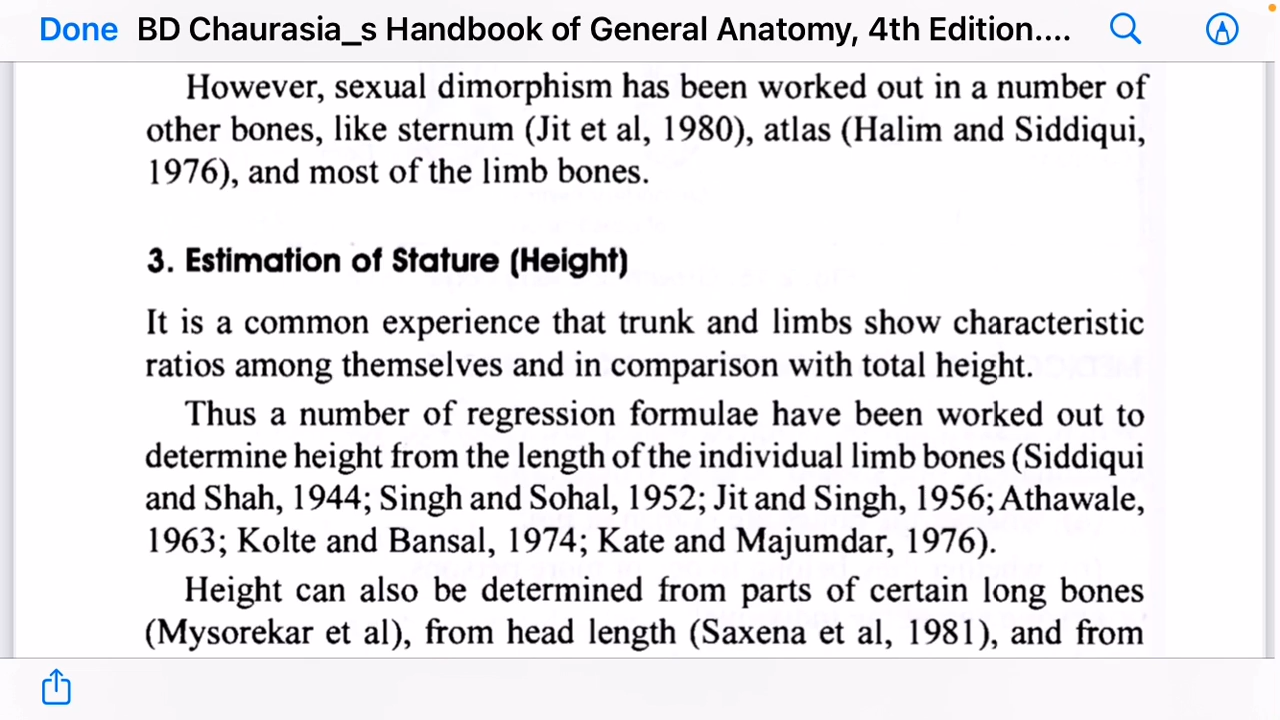 Done BD Chaurasia_s Handbook of General Anatomy, 4th Edition....
However, sexual dimorphism has been worked out in a number of
other bones, like sternum (Jit et al, 1980), atlas (Halim and Siddiqui,
1976), and most of the limb bones.
3. Estimation of Stature (Height)
It is a common experience that trunk and limbs show characteristic
ratios among themselves and in comparison with total height.
Thus a number of regression formulae have been worked out to
determine height from the length of the individual limb bones (Siddiqui
and Shah, 1944; Singh and Sohal, 1952; Jit and Singh, 1956; Athawale,
1963; Kolte and Bansal, 1974; Kate and Majumdar, 1976).
Height can also be determined from parts of certain long bones
(Mysorekar et al), from head length (Saxena et al, 1981), and from